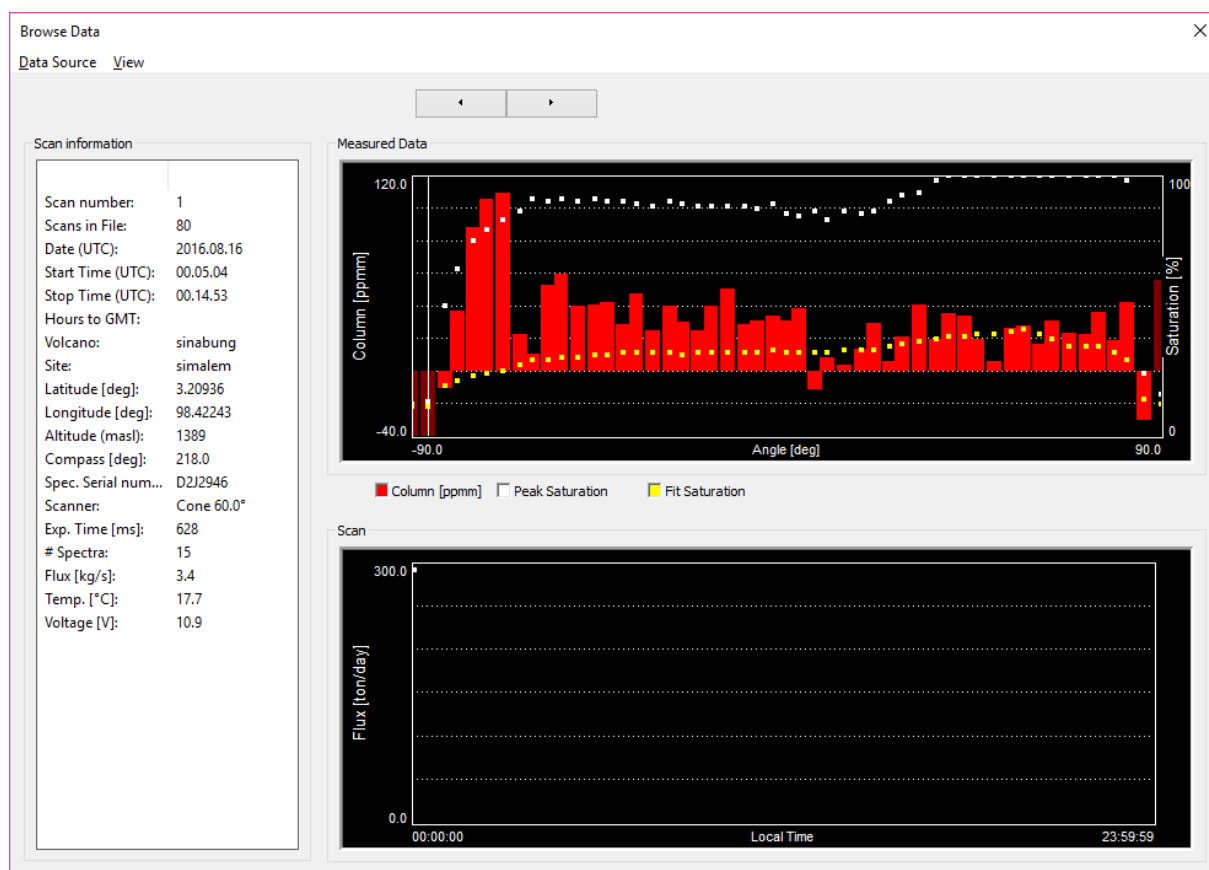 Browse Data
Data Source View
Scan information
Scan number: 1
Scans in File: 80
Date (UTC): 2016.08.16
Start Time (UTC): 00.05.04
Stop Time (UTC): 00.14.53
Hours to GMT:
Volcano: sinabung
Site: simalem
Latitude [deg]: 3.20936
Longitude [deg]: 98.42243
Altitude (masl): 1389
Compass [deg]: 218.0
Spec. Serial num... D2J2946
Scanner: Cone 60.0°
Exp. Time [ms]: 628
# Spectra: 15
Flux [kg/s]: 3.4
Temp. [°C]: 17.7
Voltage [V]: 10.9
Measured Data
120.0
100
Column [ppmm]
Saturation [%]
-40.0
0
-90.0 Angle [deg] 90.0
Column [ppmm] Peak Saturation Fit Saturation
Scan
300.0
Flux [ton/day]
0.0
00:00:00 Local Time 23:59:59